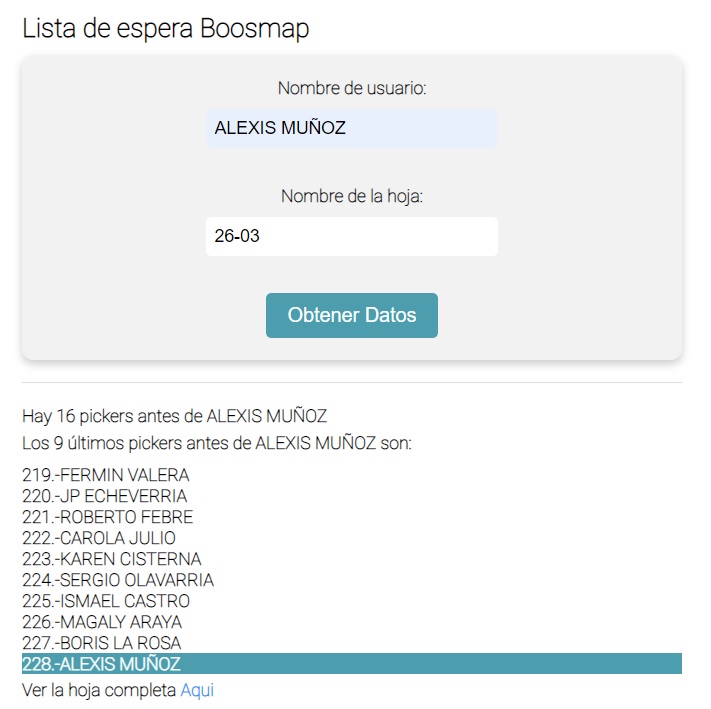 Lista de espera Boosmap
Nombre de usuario:
ALEXIS MUÑOZ
Nombre de la hoja:
26-03
Obtener Datos
Hay 16 pickers antes de ALEXIS MUÑOZ
Los 9 últimos pickers antes de ALEXIS MUÑOZ son:
219.-FERMIN VALERA
220.-JP ECHEVERRIA
221.-ROBERTO FEBRE
222.-CAROLA JULIO
223.-KAREN CISTERNA
224.-SERGIO OLAVARRIA
225.-ISMAEL CASTRO
226.-MAGALY ARAYA
227.-BORIS LA ROSA
228.-ALEXIS MUÑOZ
Ver la hoja completa Aqui